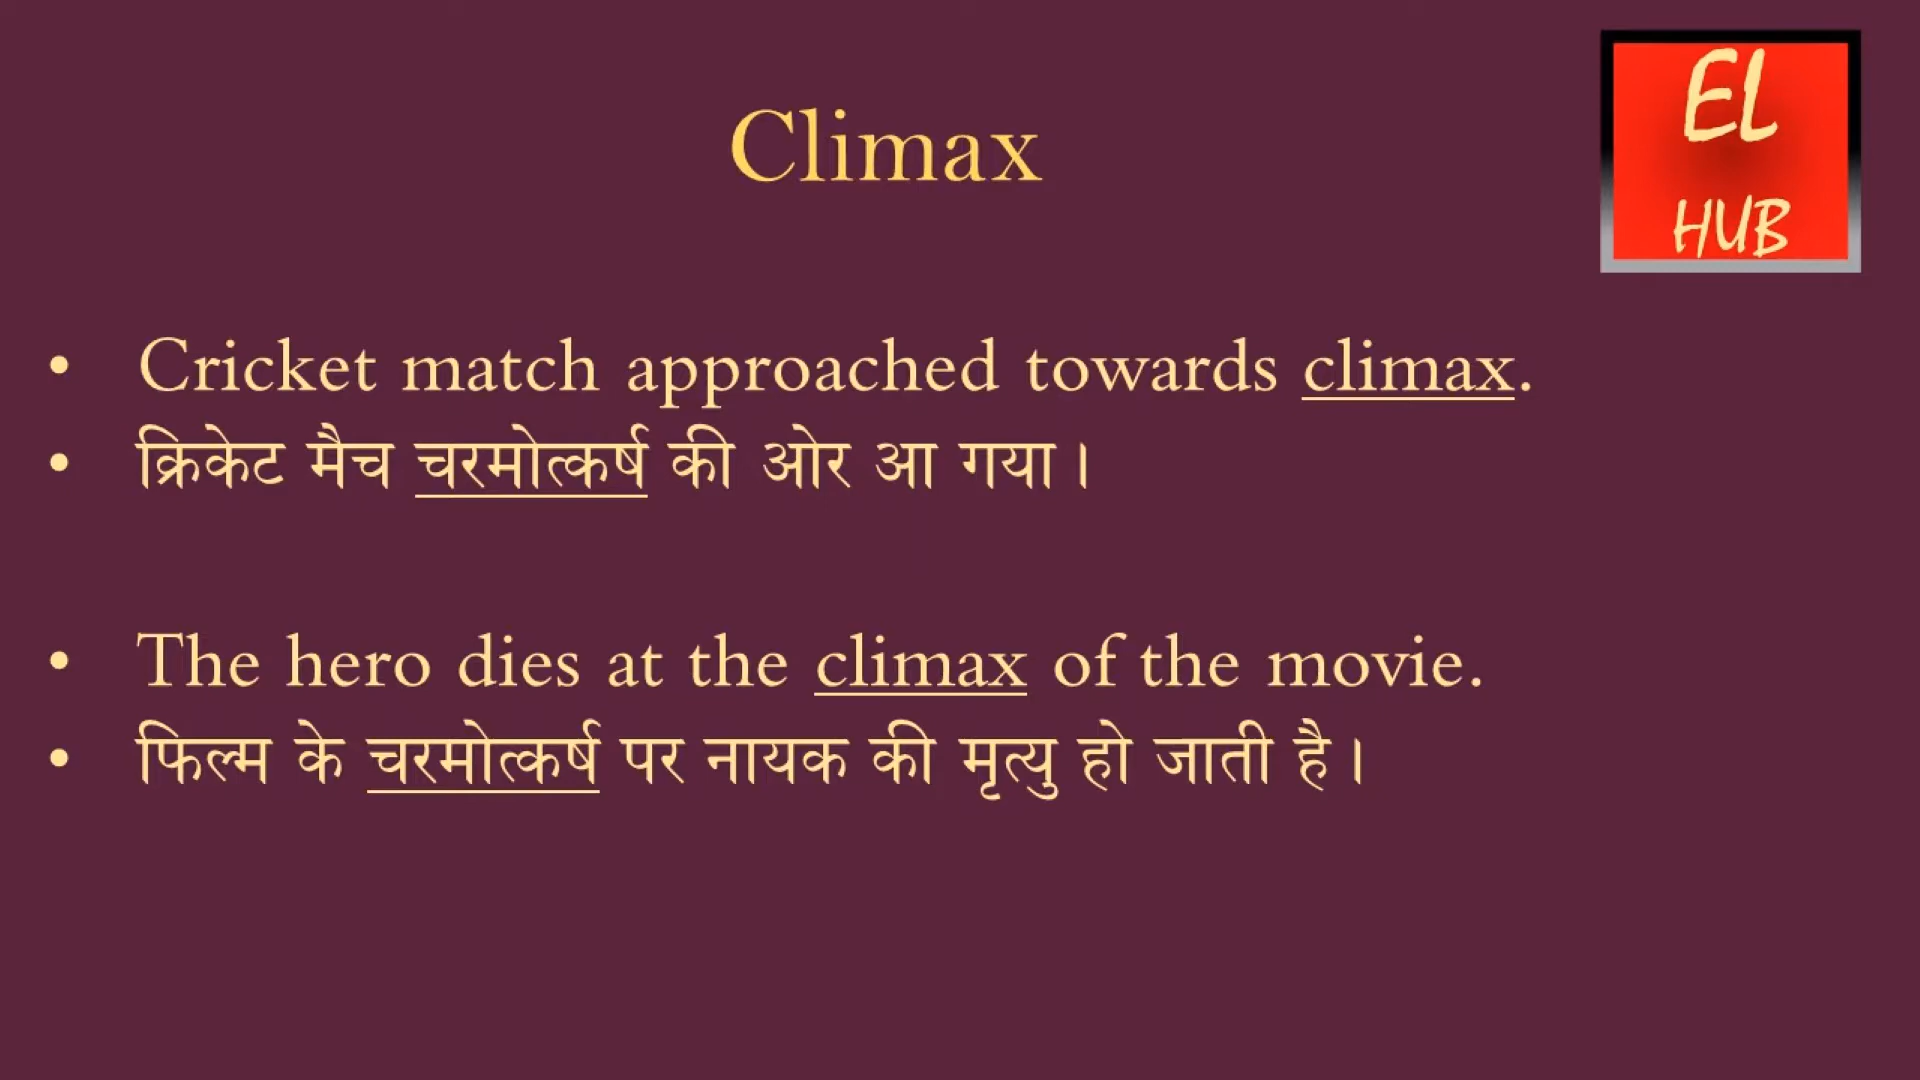 Climax
EL
HUB
• Cricket match approached towards climax.
• क्रिकेट मैच चरमोत्कर्ष की ओर आ गया।
• The hero dies at the climax of the movie.
• फिल्म के चरमोत्कर्ष पर नायक की मृत्यु हो जाती है।